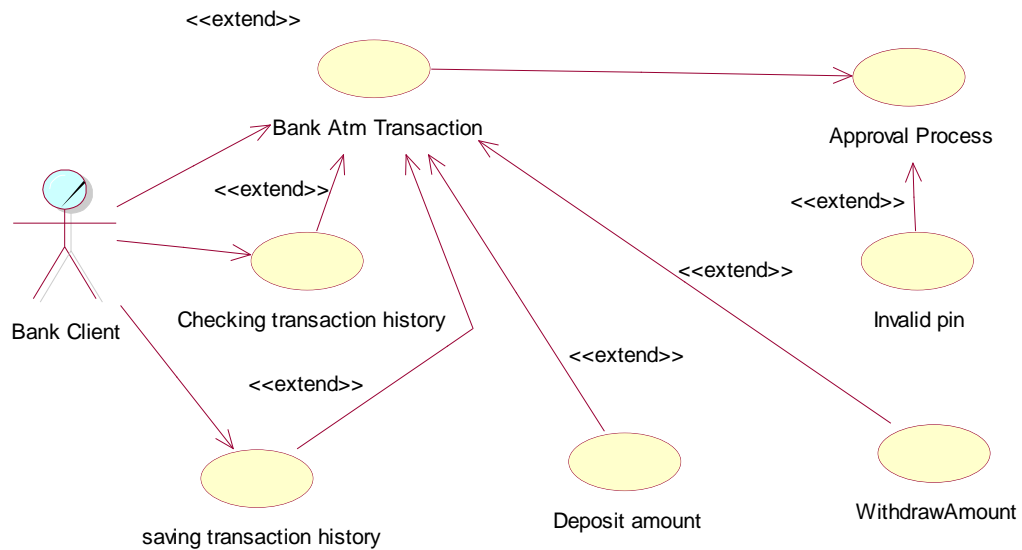 <<extend>>
Bank Atm Transaction
Approval Process
<<extend>>
<<extend>>
<<extend>>
Bank Client
Checking transaction history
Invalid pin
<<extend>>
<<extend>>
saving transaction history
Deposit amount
WithdrawAmount